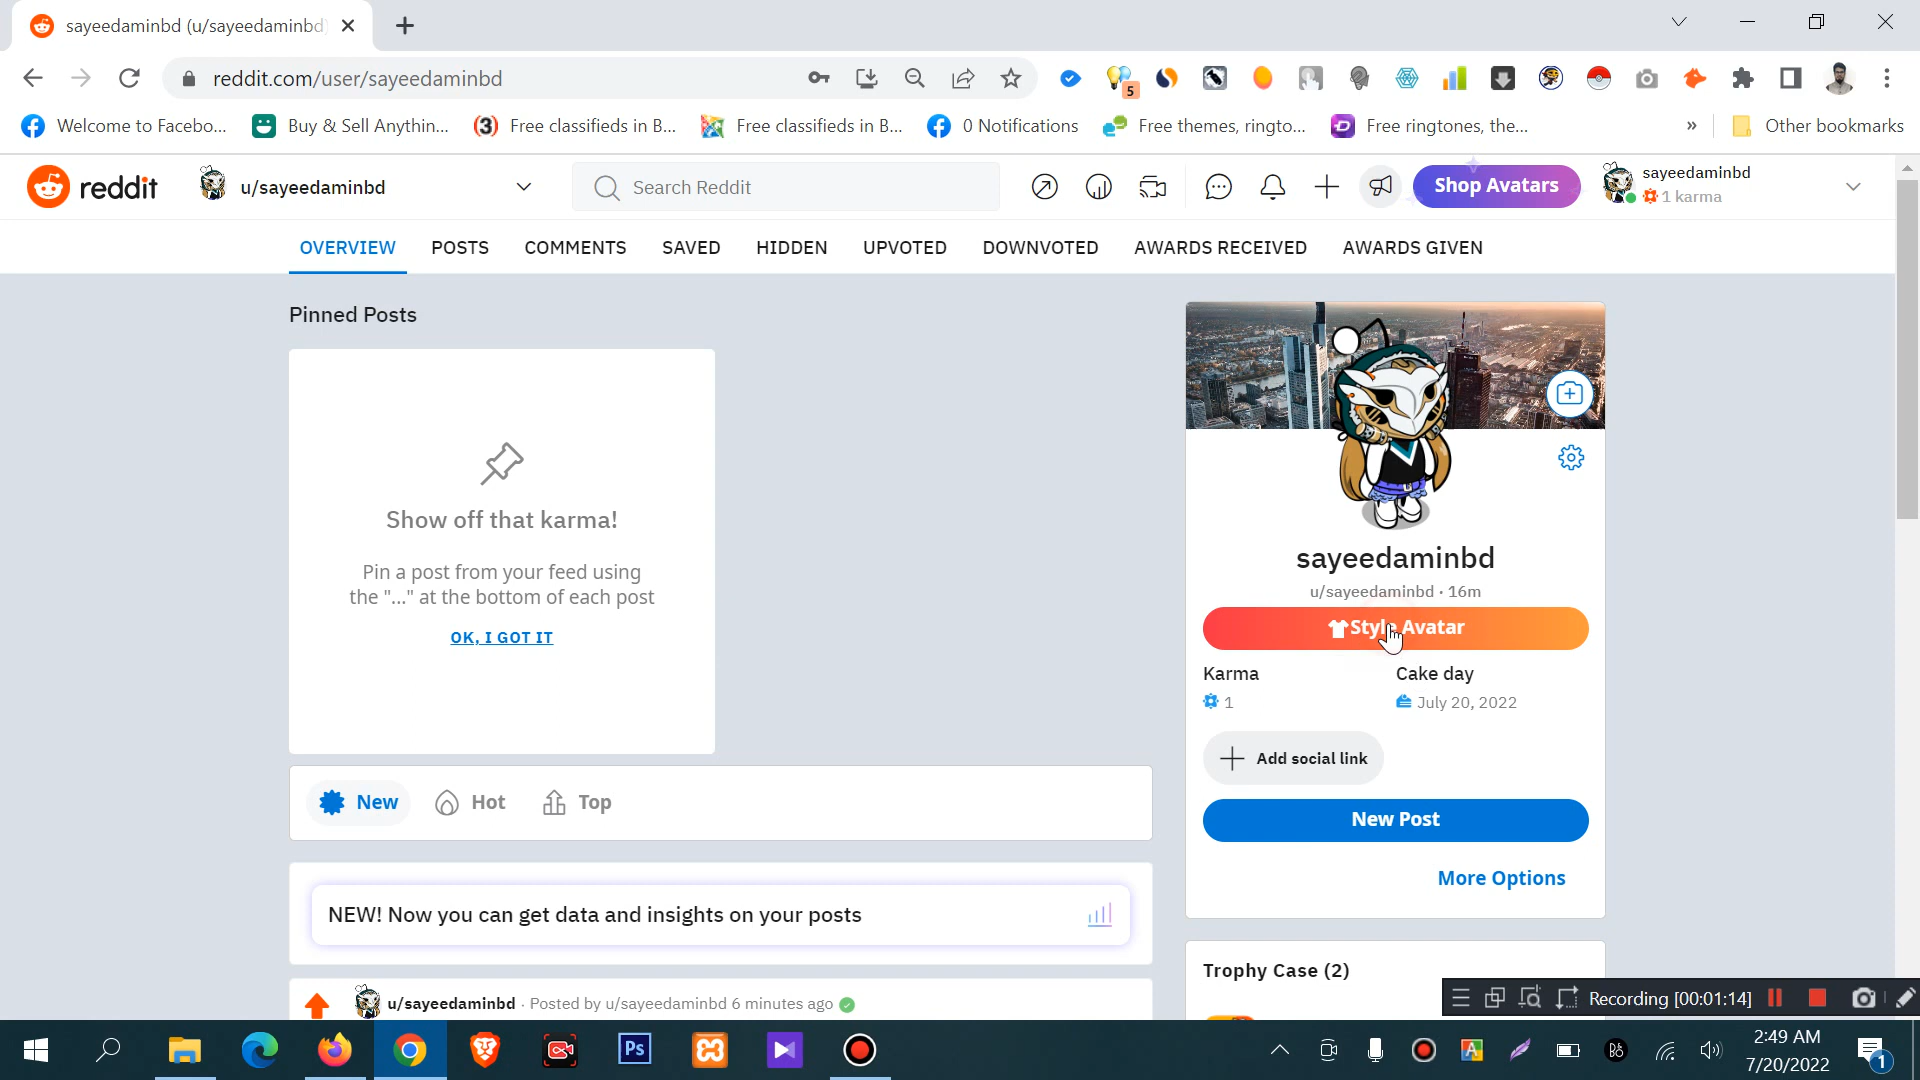 sayeedaminbd (u/sayeedaminbd)
reddit.com/user/sayeedaminbd
5
Welcome to Facebo...
Buy & Sell Anythin...
Free classifieds in B...
Free classifieds in B...
0 Notifications
Free themes, ringto...
Free ringtones, the...
»
Other bookmarks
reddit
u/sayeedaminbd
Search Reddit
Shop Avatars
sayeedaminbd
1 karma
OVERVIEW
POSTS
COMMENTS
SAVED
HIDDEN
UPVOTED
DOWNVOTED
AWARDS RECEIVED
AWARDS GIVEN
Pinned Posts
Show off that karma!
Pin a post from your feed using
the "..." at the bottom of each post
OK, I GOT IT
New
Hot
Top
NEW! Now you can get data and insights on your posts
u/sayeedaminbd · Posted by u/sayeedaminbd 6 minutes ago
sayeedaminbd
u/sayeedaminbd · 16m
Style Avatar
Karma
1
Cake day
July 20, 2022
Add social link
New Post
More Options
Trophy Case (2)
Recording [00:01:14]
Ps
2:49 AM
7/20/2022
1